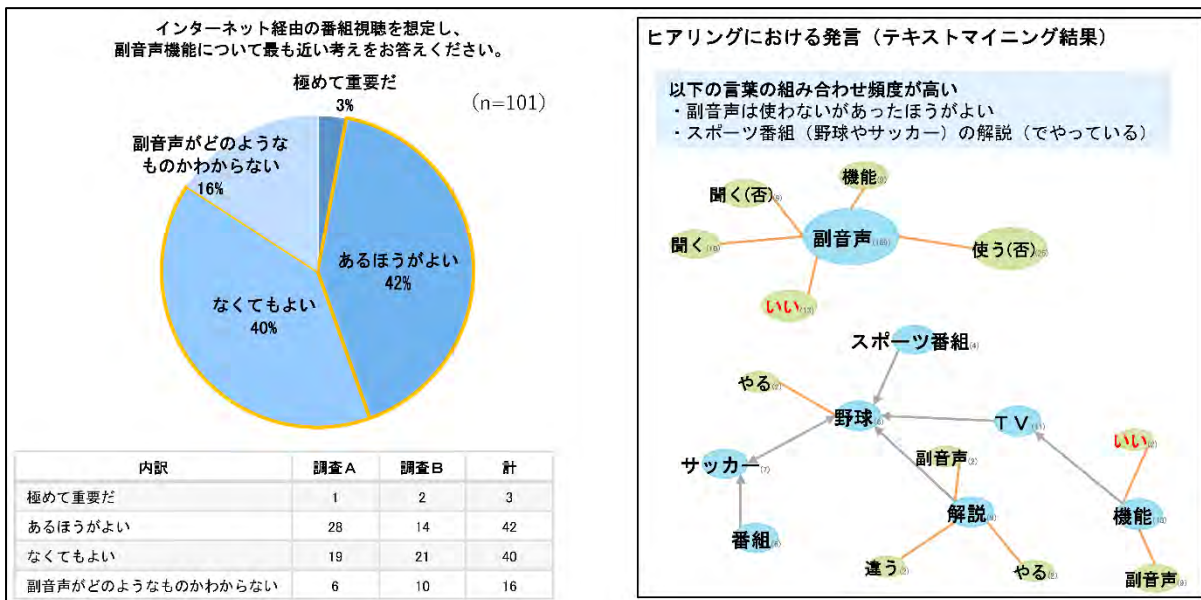 インターネット経由の番組視聴を想定し、
副音声機能について最も近い考えをお答えください。
極めて重要だ
3%
(n=101)
副音声がどのような
ものかわからない
16%
あるほうがよい
42%
なくてもよい
40%
内訳 調査A 調査B 計
極めて重要だ 1 2 3
あるほうがよい 28 14 42
なくてもよい 19 21 40
副音声がどのようなものかわからない 6 10 16
ヒアリングにおける発言（テキストマイニング結果）
以下の言葉の組み合わせ頻度が高い
・副音声は使わないがあったほうがよい
・スポーツ番組（野球やサッカー）の解説（でやっている）
機能
聞く(否)
副音声
聞く
使う(否)
いい
スポーツ番組(4)
やる
野球
TV
いい
サッカー(7)
副音声
解説
機能
番組
違う
やる
副音声